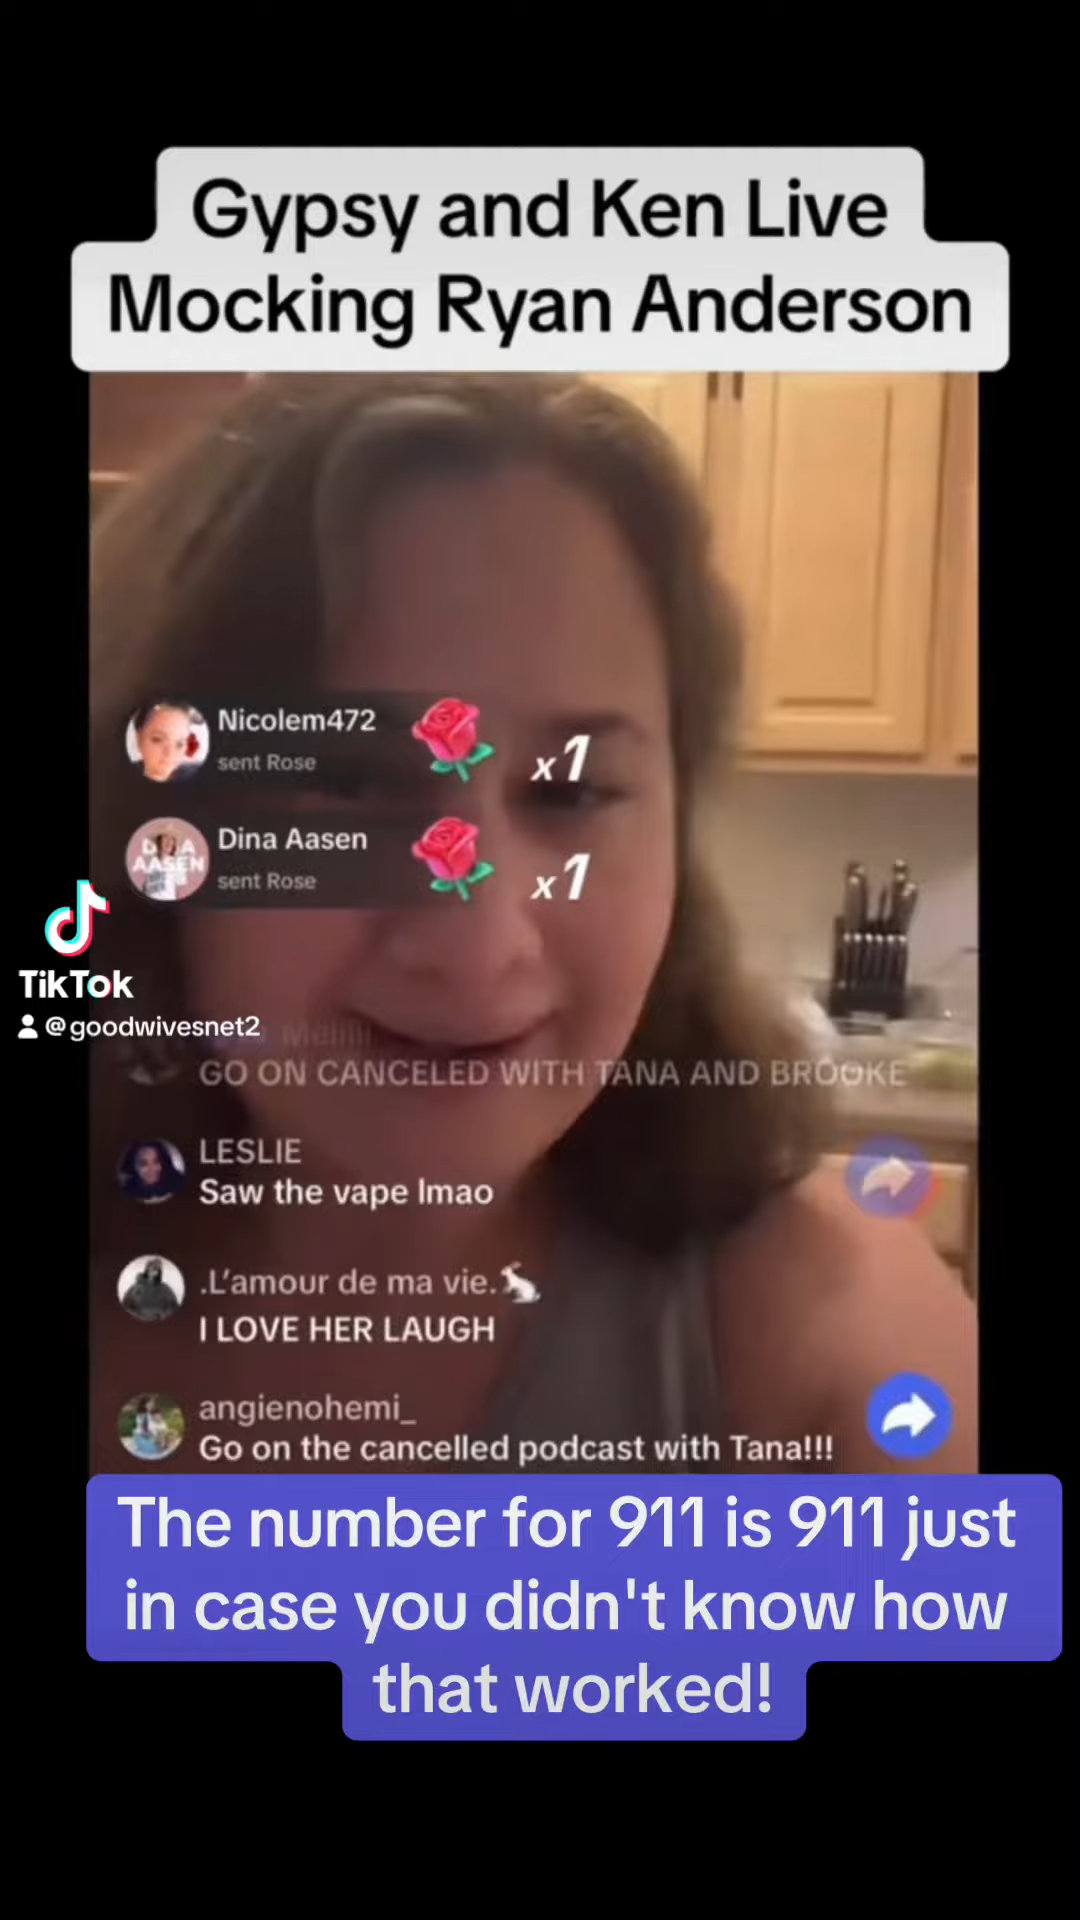 Gypsy and Ken Live
Mocking Ryan Anderson
Nicolem472
sent Rose
x1
Dina Aasen
sent Rose
x1
DINA
AASEN
TikTok
@goodwivesnet2
GO ON CANCELED WITH TANA AND BROOKE
LESLIE
Saw the vape lmao
.L'amour de ma vie.🐇
I LOVE HER LAUGH
angienohemi_
Go on the cancelled podcast with Tana!!!
The number for 911 is 911 just
in case you didn't know how
that worked!